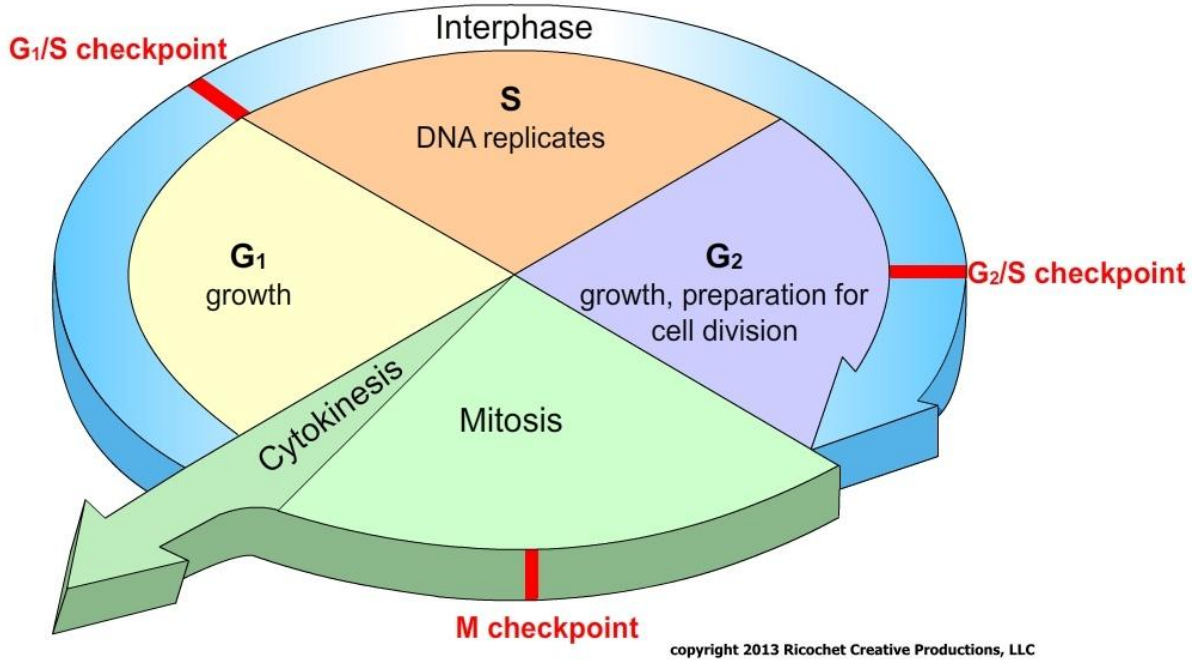 Interphase
G₁/S checkpoint
S
DNA replicates
G₁
growth
G₂
growth, preparation for
cell division
G₂/S checkpoint
Cytokinesis
Mitosis
M checkpoint
copyright 2013 Ricochet Creative Productions, LLC